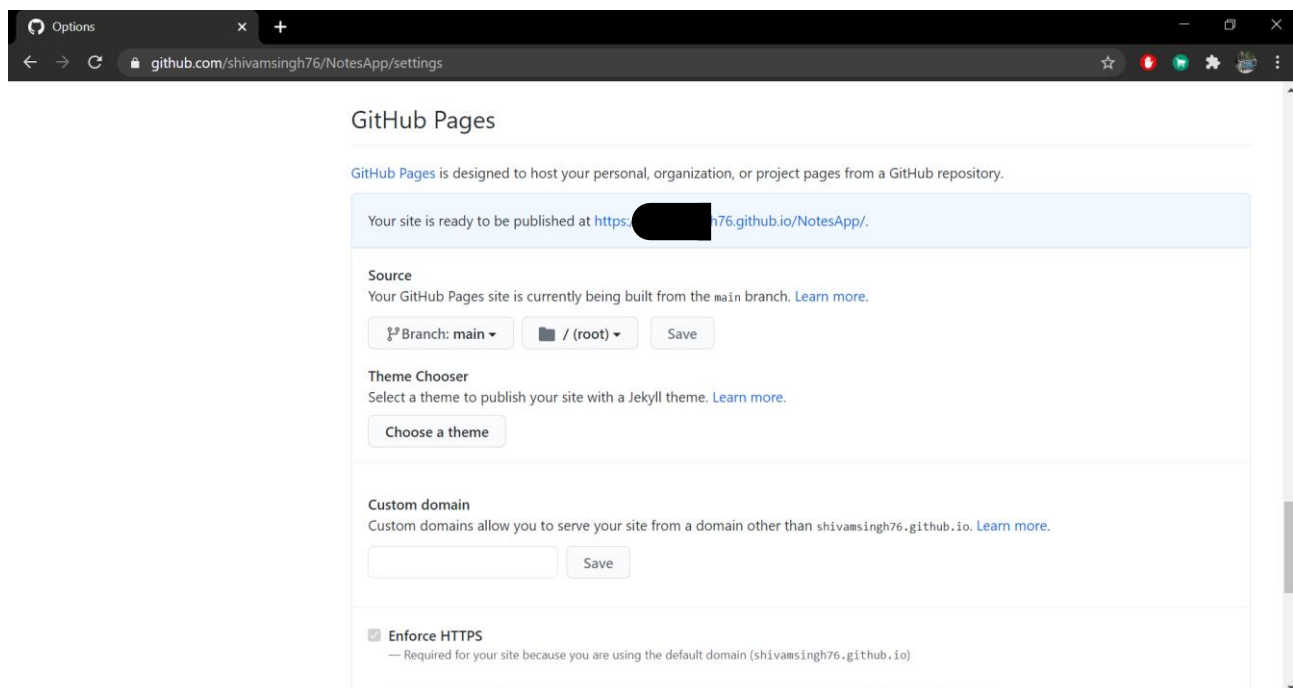 Options
github.com/shivamsingh76/NotesApp/settings
GitHub Pages
GitHub Pages is designed to host your personal, organization, or project pages from a GitHub repository.
Your site is ready to be published at https:/ h76.github.io/NotesApp/.
Source
Your GitHub Pages site is currently being built from the main branch. Learn more.
Branch: main / (root) Save
Theme Chooser
Select a theme to publish your site with a Jekyll theme. Learn more.
Choose a theme
Custom domain
Custom domains allow you to serve your site from a domain other than shivamsingh76.github.io. Learn more.
Save
Enforce HTTPS
— Required for your site because you are using the default domain (shivamsingh76.github.io)